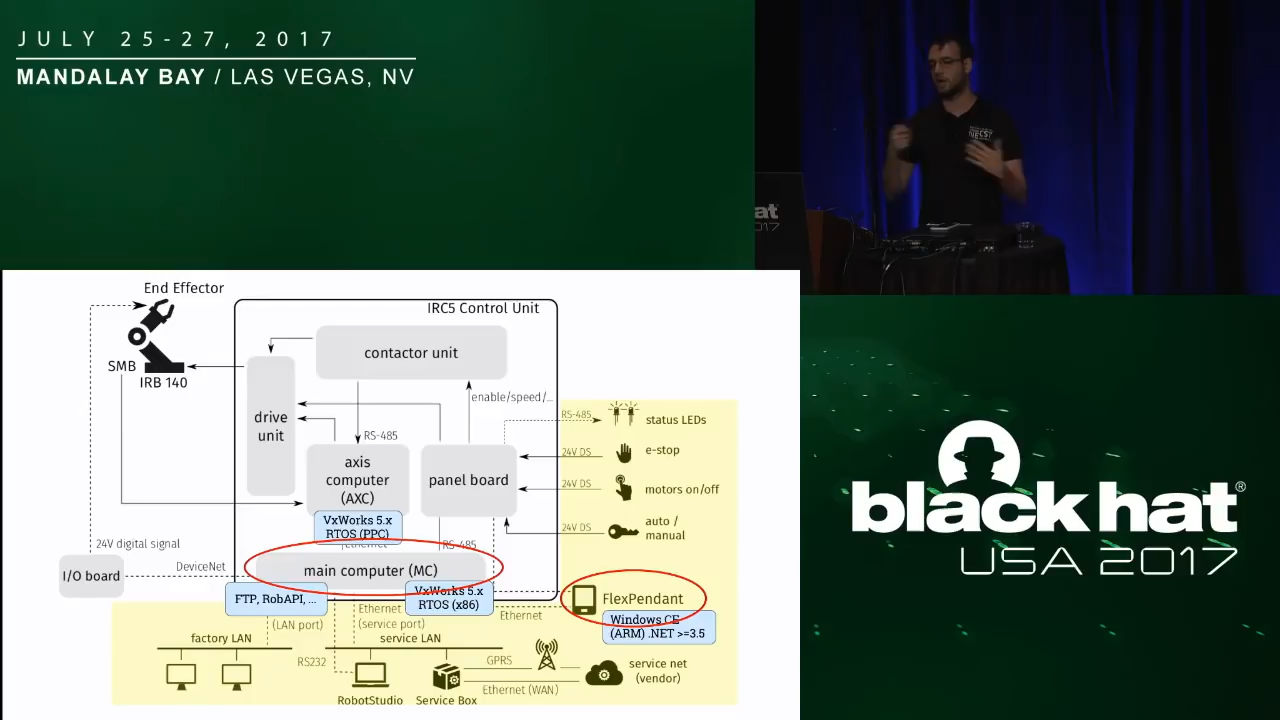 JULY 25-27, 2017
MANDALAY BAY / LAS VEGAS, NV
NECST
at
End Effector
SMB
IRB 140
IRC5 Control Unit
contactor unit
drive
unit
enable/speed/...
RS-485
axis
computer
(AXC)
VxWorks 5.x
RTOS (PPC)
panel board
RS-485
status LEDs
24V DS
e-stop
24V DS
motors on/off
24V DS
auto /
manual
24V digital signal
Ethernet
RS-485
I/O board
DeviceNet
main computer (MC)
FTP, RobAPI, ...
VxWorks 5.x
RTOS (x86)
FlexPendant
Windows CE
(ARM) .NET >=3.5
(LAN port)
Ethernet
(service port)
Ethernet
factory LAN
service LAN
RS232
GPRS
Ethernet (WAN)
service net
(vendor)
RobotStudio
Service Box
black hat®
USA 2017